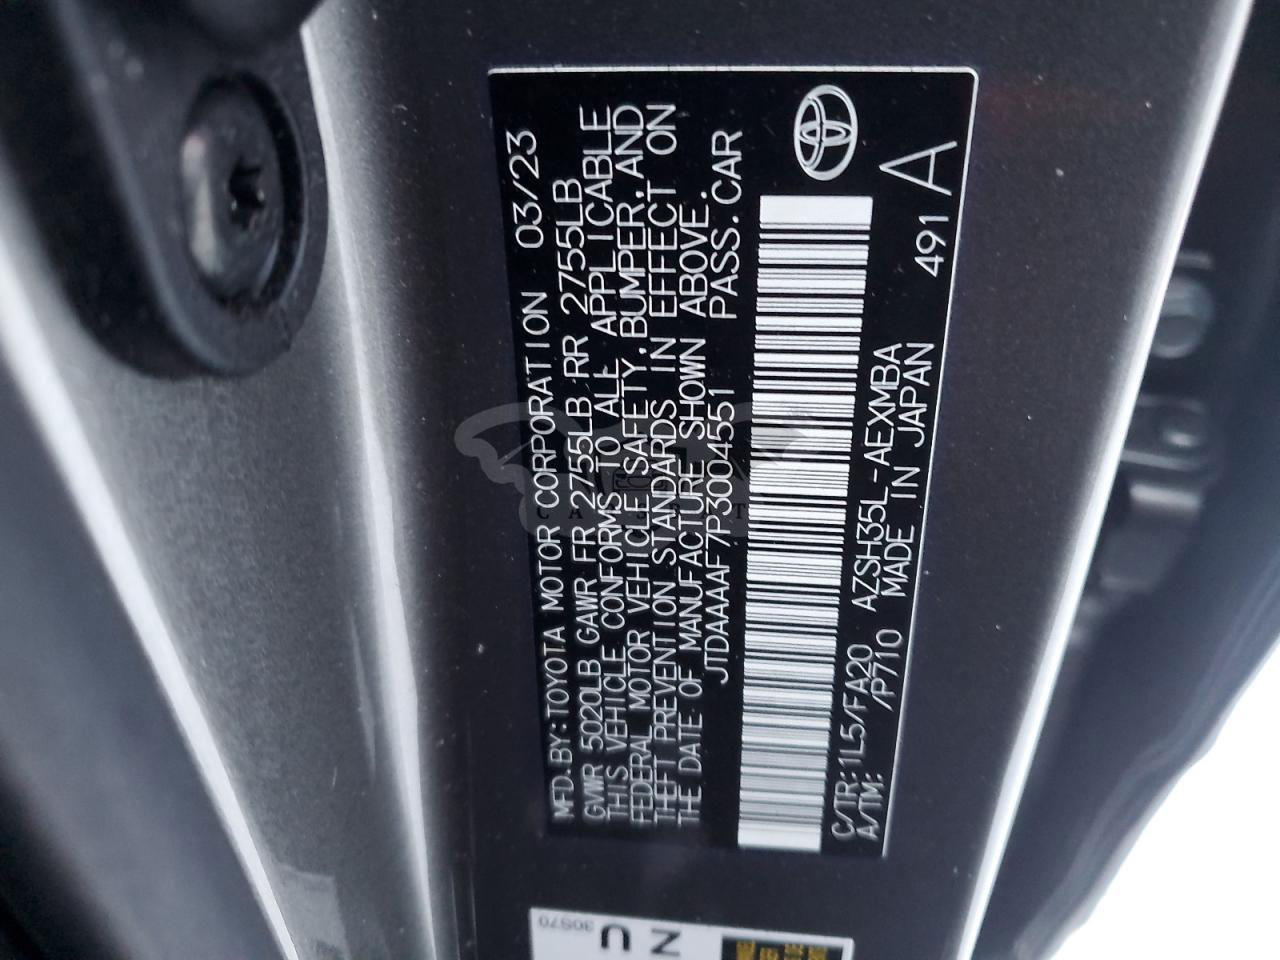 MFD.BY:TOYOTA MOTOR CORPORATION 03/23
GVWR 5020LB GAWR FR 2755LB RR 2755LB
THIS VEHICLE CONFORMS TO ALL APPLICABLE
FEDERAL MOTOR VEHICLE SAFETY,BUMPER,AND
THEFT PREVENTION STANDARDS IN EFFECT ON
THE DATE OF MANUFACTURE SHOWN ABOVE.
JTDAAAAF7P3004551 PASS.CAR
C/TR:1L5/FA20 AZSH35L-AEXMBA 491 A
A/TM: /P710 MADE IN JAPAN
30S70
N U